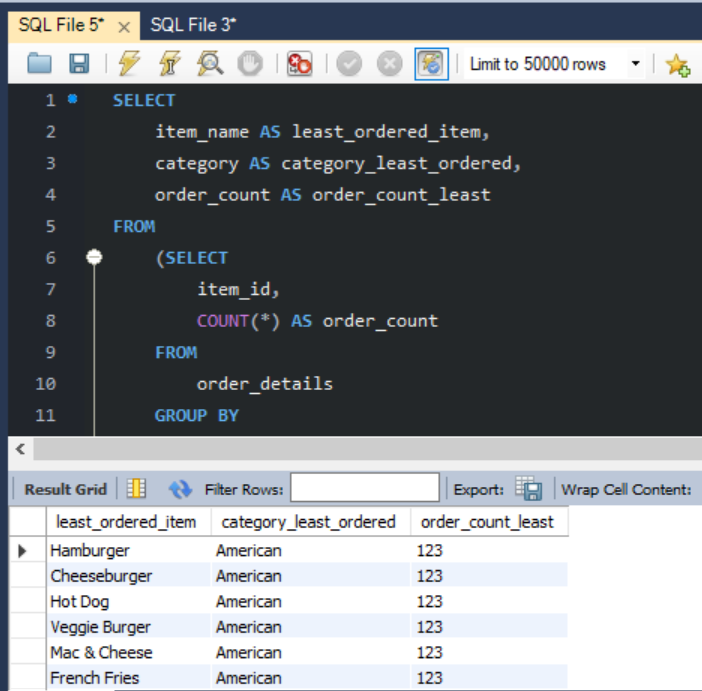 SQL File 5* × SQL File 3*
Limit to 50000 rows
1 SELECT
2 item_name AS least_ordered_item,
3 category AS category_least_ordered,
4 order_count AS order_count_least
5 FROM
6 (SELECT
7 item_id,
8 COUNT(*) AS order_count
9 FROM
10 order_details
11 GROUP BY
Result Grid Filter Rows: Export: Wrap Cell Content:
least_ordered_item category_least_ordered order_count_least
Hamburger American 123
Cheeseburger American 123
Hot Dog American 123
Veggie Burger American 123
Mac & Cheese American 123
French Fries American 123